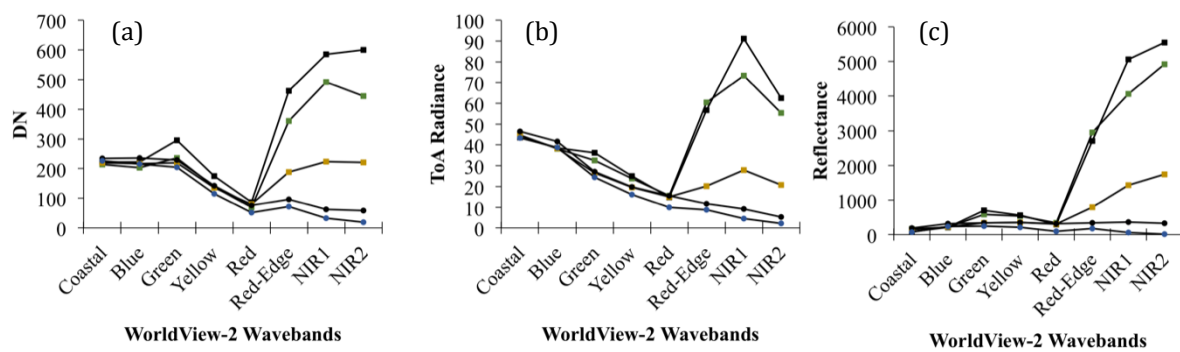 (a)
DN
700
600
500
400
300
200
100
0
Coastal
Blue
Green
Yellow
Red
Red-Edge
NIR1
NIR2
WorldView-2 Wavebands
(b)
ToA Radiance
100
90
80
70
60
50
40
30
20
10
0
Coastal
Blue
Green
Yellow
Red
Red-Edge
NIR1
NIR2
WorldView-2 Wavebands
(c)
Reflectance
6000
5000
4000
3000
2000
1000
0
Coastal
Blue
Green
Yellow
Red
Red-Edge
NIR1
NIR2
WorldView-2 Wavebands